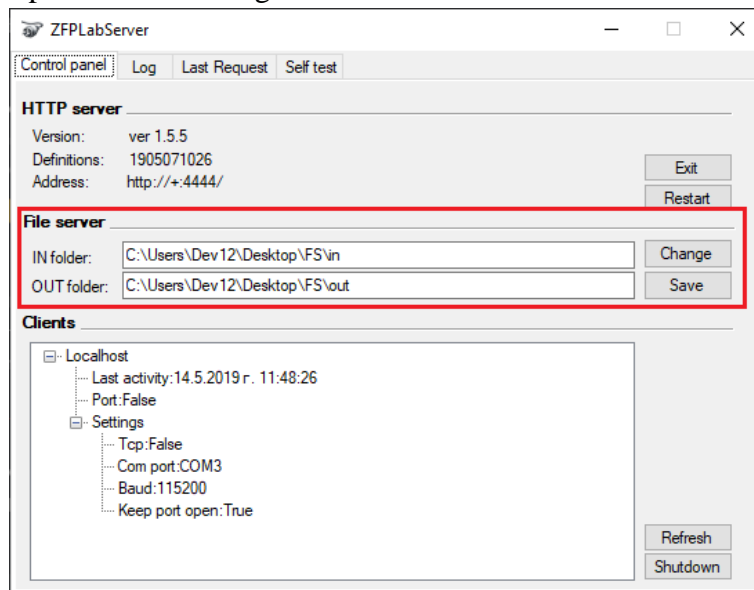 ZFPLabServer
Control panel Log Last Request Self test
HTTP server
Version: ver 1.5.5
Definitions: 1905071026
Address: http://+:4444/
Exit
Restart
File server
IN folder: C:\Users\Dev12\Desktop\FS\in Change
OUT folder: C:\Users\Dev12\Desktop\FS\out Save
Clients
Localhost
Last activity:14.5.2019 г. 11:48:26
Port:False
Settings
Tcp:False
Com port:COM3
Baud:115200
Keep port open:True
Refresh
Shutdown